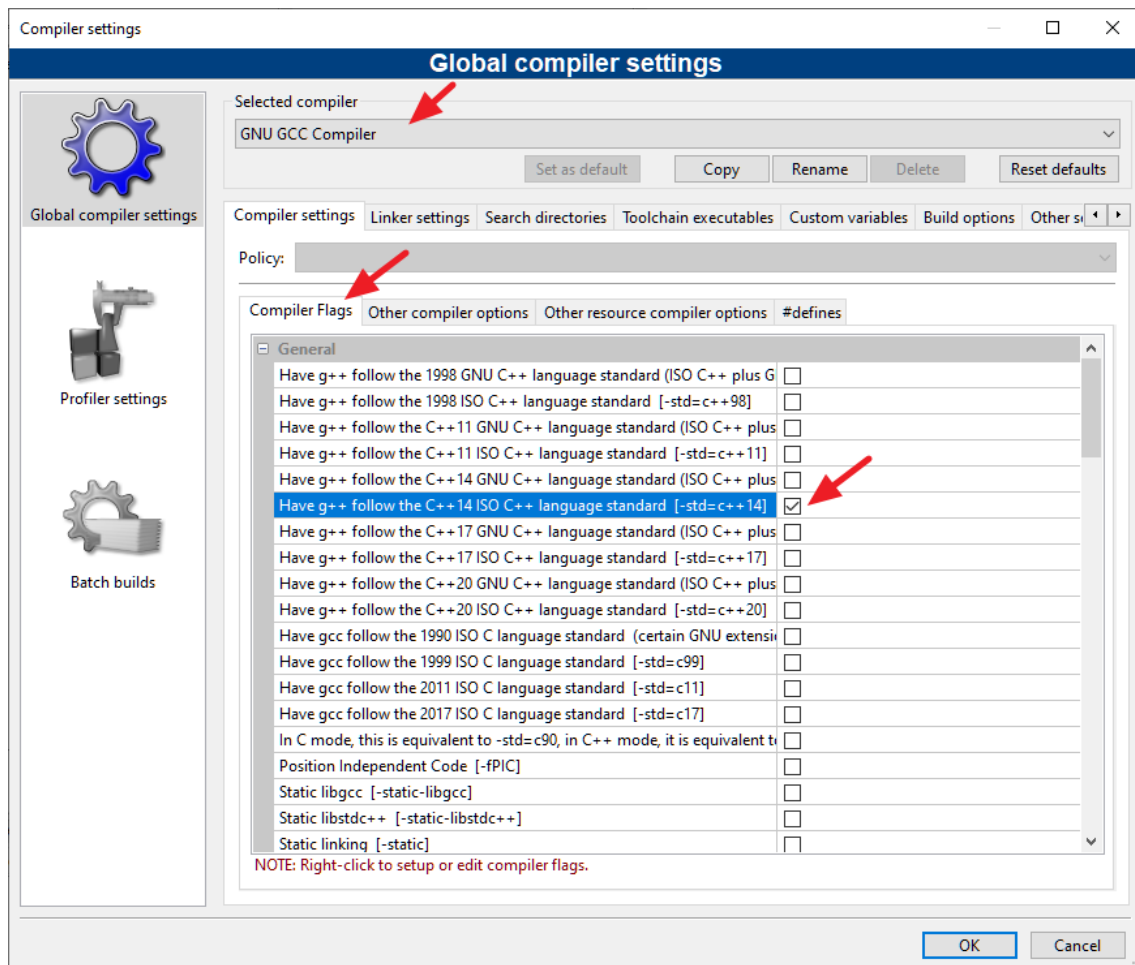 Compiler settings
Global compiler settings
Global compiler settings
Profiler settings
Batch builds
Selected compiler
GNU GCC Compiler
Set as default Copy Rename Delete Reset defaults
Compiler settings Linker settings Search directories Toolchain executables Custom variables Build options Other
Policy:
Compiler Flags Other compiler options Other resource compiler options #defines
General
Have g++ follow the 1998 GNU C++ language standard (ISO C++ plus G
Have g++ follow the 1998 ISO C++ language standard [-std=c++98]
Have g++ follow the C++11 GNU C++ language standard (ISO C++ plus
Have g++ follow the C++11 ISO C++ language standard [-std=c++11]
Have g++ follow the C++14 GNU C++ language standard (ISO C++ plus
Have g++ follow the C++14 ISO C++ language standard [-std=c++14]
Have g++ follow the C++17 GNU C++ language standard (ISO C++ plus
Have g++ follow the C++17 ISO C++ language standard [-std=c++17]
Have g++ follow the C++20 GNU C++ language standard (ISO C++ plus
Have g++ follow the C++20 ISO C++ language standard [-std=c++20]
Have gcc follow the 1990 ISO C language standard (certain GNU extensi
Have gcc follow the 1999 ISO C language standard [-std=c99]
Have gcc follow the 2011 ISO C language standard [-std=c11]
Have gcc follow the 2017 ISO C language standard [-std=c17]
In C mode, this is equivalent to -std=c90, in C++ mode, it is equivalent t
Position Independent Code [-fPIC]
Static libgcc [-static-libgcc]
Static libstdc++ [-static-libstdc++]
Static linking [-static]
NOTE: Right-click to setup or edit compiler flags.
OK Cancel